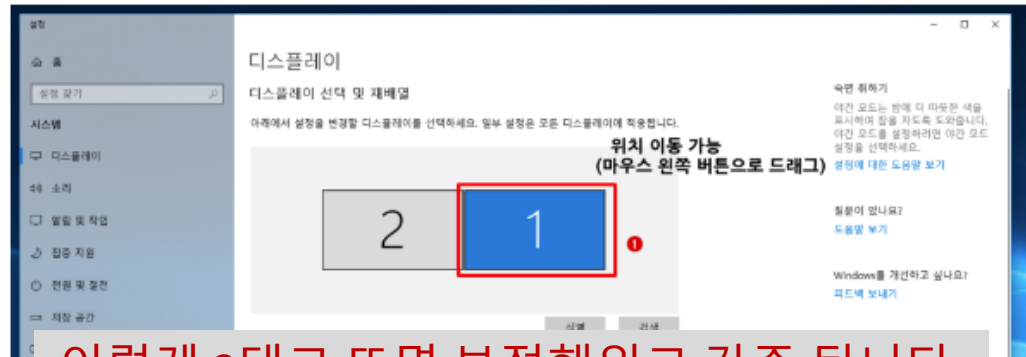 설정
홈
설정 찾기
시스템
디스플레이
소리
알림 및 작업
집중 지원
전원 및 절전
저장 공간
디스플레이
디스플레이 선택 및 재배열
아래에서 설정을 변경할 디스플레이를 선택하세요. 일부 설정은 모든 디스플레이에 적용됩니다.
위치 이동 가능
(마우스 왼쪽 버튼으로 드래그)
2
1
1
식별
검색
숙면 취하기
야간 모드는 밤에 더 따뜻한 색을
표시하여 잠을 자도록 도와줍니다.
야간 모드를 설정하려면 야간 모드
설정을 선택하세요.
설정에 대한 도움말 보기
질문이 있나요?
도움말 보기
Windows를 개선하고 싶나요?
피드백 보내기